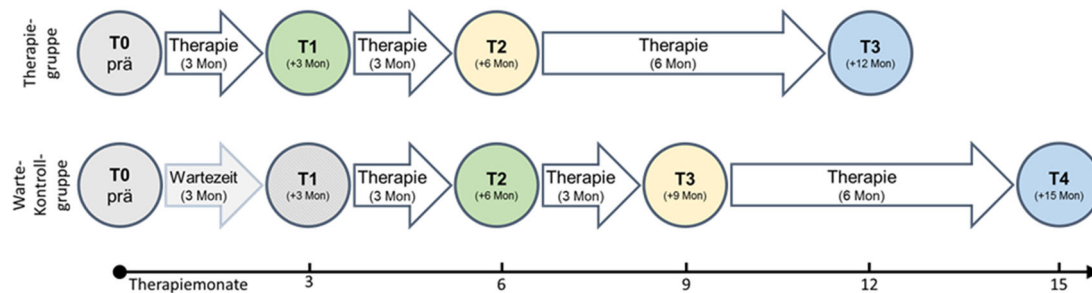 Therapie-
gruppe
T0
prä
Therapie
(3 Mon)
T1
(+3 Mon)
Therapie
(3 Mon)
T2
(+6 Mon)
Therapie
(6 Mon)
T3
(+12 Mon)
Warte-
Kontroll-
gruppe
T0
prä
Wartezeit
(3 Mon)
T1
(+3 Mon)
Therapie
(3 Mon)
T2
(+6 Mon)
Therapie
(3 Mon)
T3
(+9 Mon)
Therapie
(6 Mon)
T4
(+15 Mon)
Therapiemonate
3
6
9
12
15